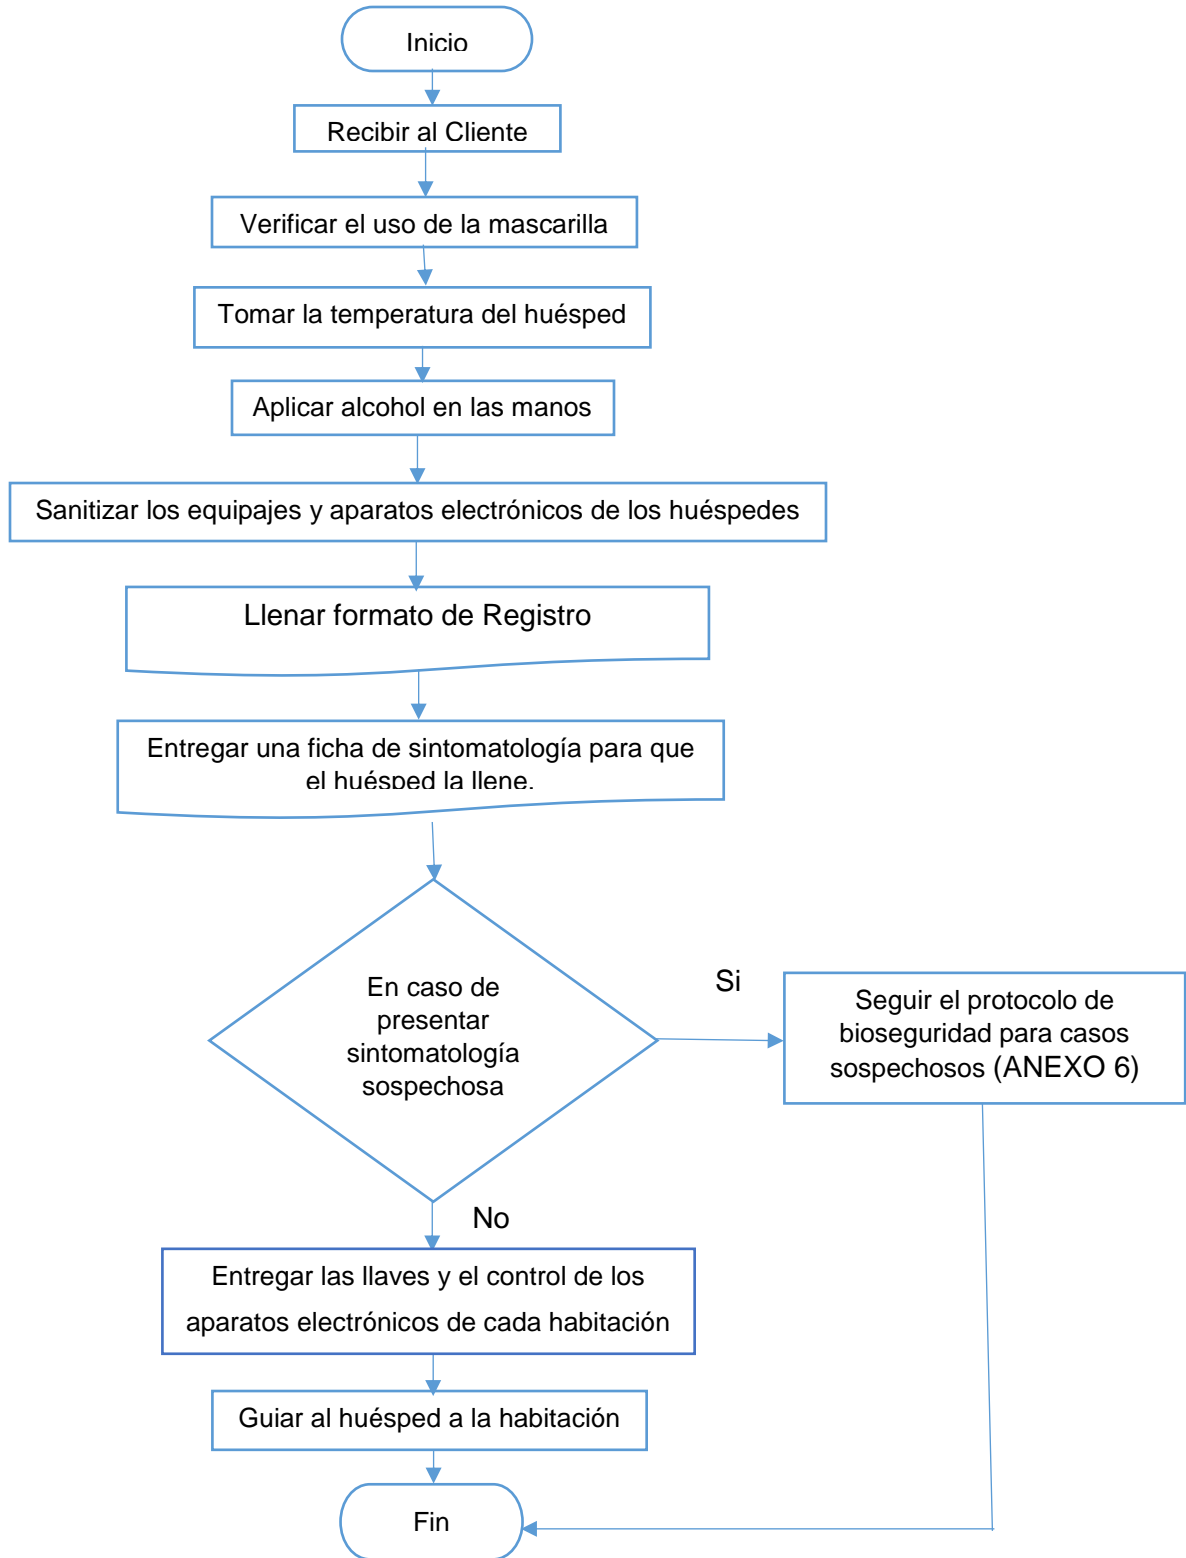 Inicio
Recibir al Cliente
Verificar el uso de la mascarilla
Tomar la temperatura del huésped
Aplicar alcohol en las manos
Sanitizar los equipajes y aparatos electrónicos de los huéspedes
Llenar formato de Registro
Entregar una ficha de sintomatología para que
el huésped la llene.
En caso de
presentar
sintomatología
sospechosa
Si
Seguir el protocolo de
bioseguridad para casos
sospechosos (ANEXO 6)
No
Entregar las llaves y el control de los
aparatos electrónicos de cada habitación
Guiar al huésped a la habitación
Fin